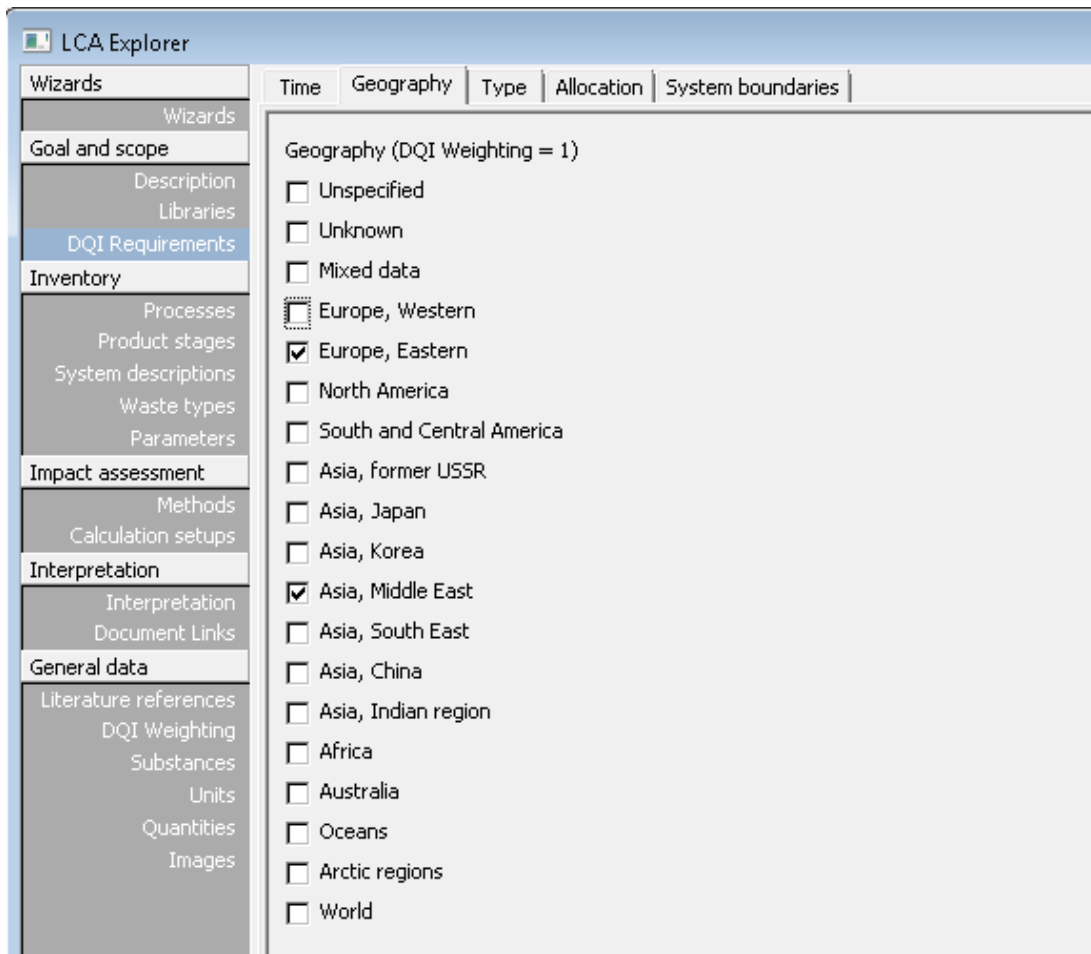 LCA Explorer
Wizards
Wizards
Goal and scope
Description
Libraries
DQI Requirements
Inventory
Processes
Product stages
System descriptions
Waste types
Parameters
Impact assessment
Methods
Calculation setups
Interpretation
Interpretation
Document Links
General data
Literature references
DQI Weighting
Substances
Units
Quantities
Images
Time Geography Type Allocation System boundaries
Geography (DQI Weighting = 1)
Unspecified
Unknown
Mixed data
Europe, Western
Europe, Eastern
North America
South and Central America
Asia, former USSR
Asia, Japan
Asia, Korea
Asia, Middle East
Asia, South East
Asia, China
Asia, Indian region
Africa
Australia
Oceans
Arctic regions
World